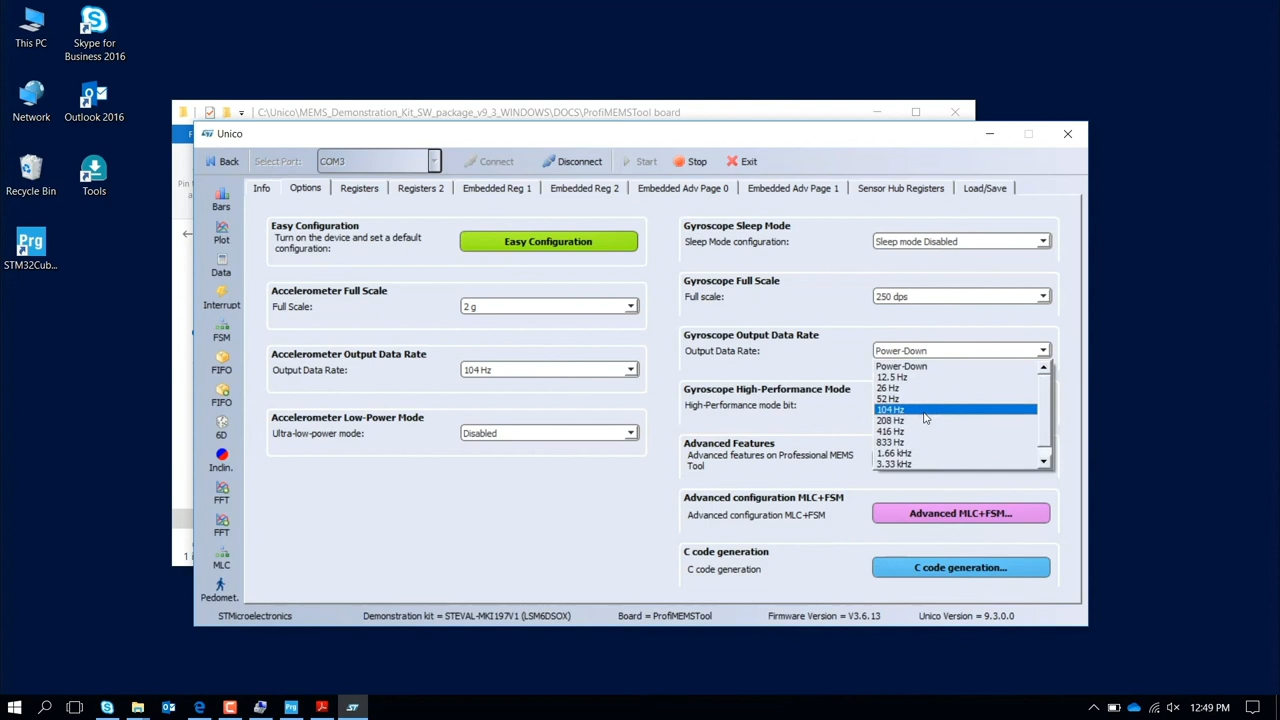 This PC
Skype for
Business 2016
Network
Outlook 2016
Recycle Bin
Tools
Prg
STM32Cub...
C:\Unico\MEMS_Demonstration_Kit_SW_package_v9_3_WINDOWS\DOCS\ProfiMEMSTool board
Unico
Back
Select Port:
COM3
Connect
Disconnect
Start
Stop
Exit
Info
Options
Registers
Registers 2
Embedded Reg 1
Embedded Reg 2
Embedded Adv Page 0
Embedded Adv Page 1
Sensor Hub Registers
Load/Save
Bars
Plot
Data
Interrupt
FSM
FIFO
FIFO
6D
Inclin.
FFT
FFT
MLC
Pedomet.
Easy Configuration
Turn on the device and set a default
configuration:
Easy Configuration
Accelerometer Full Scale
Full Scale:
2 g
Accelerometer Output Data Rate
Output Data Rate:
104 Hz
Accelerometer Low-Power Mode
Ultra-low-power mode:
Disabled
Gyroscope Sleep Mode
Sleep Mode configuration:
Sleep mode Disabled
Gyroscope Full Scale
Full scale:
250 dps
Gyroscope Output Data Rate
Output Data Rate:
Power-Down
Power-Down
12.5 Hz
26 Hz
52 Hz
104 Hz
208 Hz
416 Hz
833 Hz
1.66 kHz
3.33 kHz
Gyroscope High-Performance Mode
High-Performance mode bit:
Advanced Features
Advanced features on Professional MEMS
Tool
Advanced configuration MLC+FSM
Advanced configuration MLC+FSM
Advanced MLC+FSM...
C code generation
C code generation
C code generation...
STMicroelectronics
Demonstration kit = STEVAL-MKI197V1 (LSM6DSOX)
Board = ProfiMEMSTool
Firmware Version = V3.6.13
Unico Version = 9.3.0.0
12:49 PM